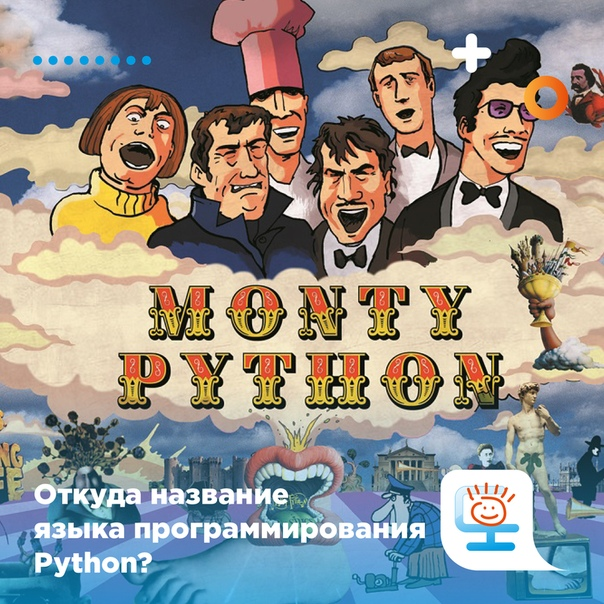 MONTY
PYTHON
Откуда название
языка программирования
Python?